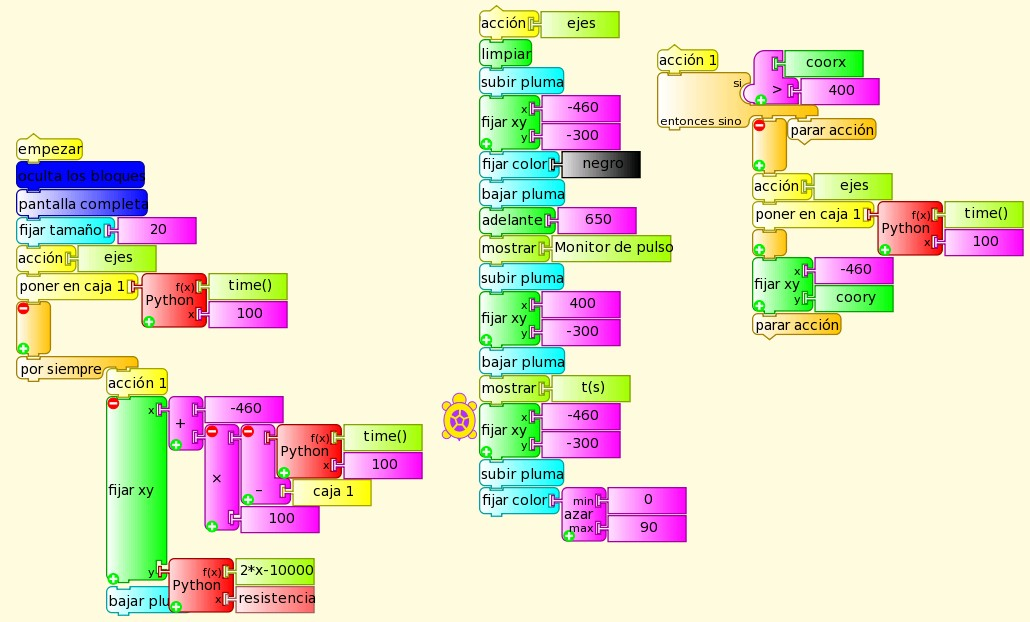 empezar
oculta los bloques
pantalla completa
fijar tamaño 20
acción ejes
poner en caja 1 Python f(x) time()
x 100
por siempre
acción 1
fijar xy x + -460
× − Python f(x) time()
x 100
caja 1
100
y Python f(x) 2*x-10000
x resistencia
bajar plu
acción ejes
limpiar
subir pluma
fijar xy x -460
y -300
fijar color negro
bajar pluma
adelante 650
mostrar Monitor de pulso
subir pluma
fijar xy x 400
y -300
bajar pluma
mostrar t(s)
fijar xy x -460
y -300
subir pluma
fijar color azar min 0
max 90
acción 1
si coorx
> 400
entonces sino
parar acción
acción ejes
poner en caja 1 Python f(x) time()
x 100
fijar xy x -460
y coory
parar acción